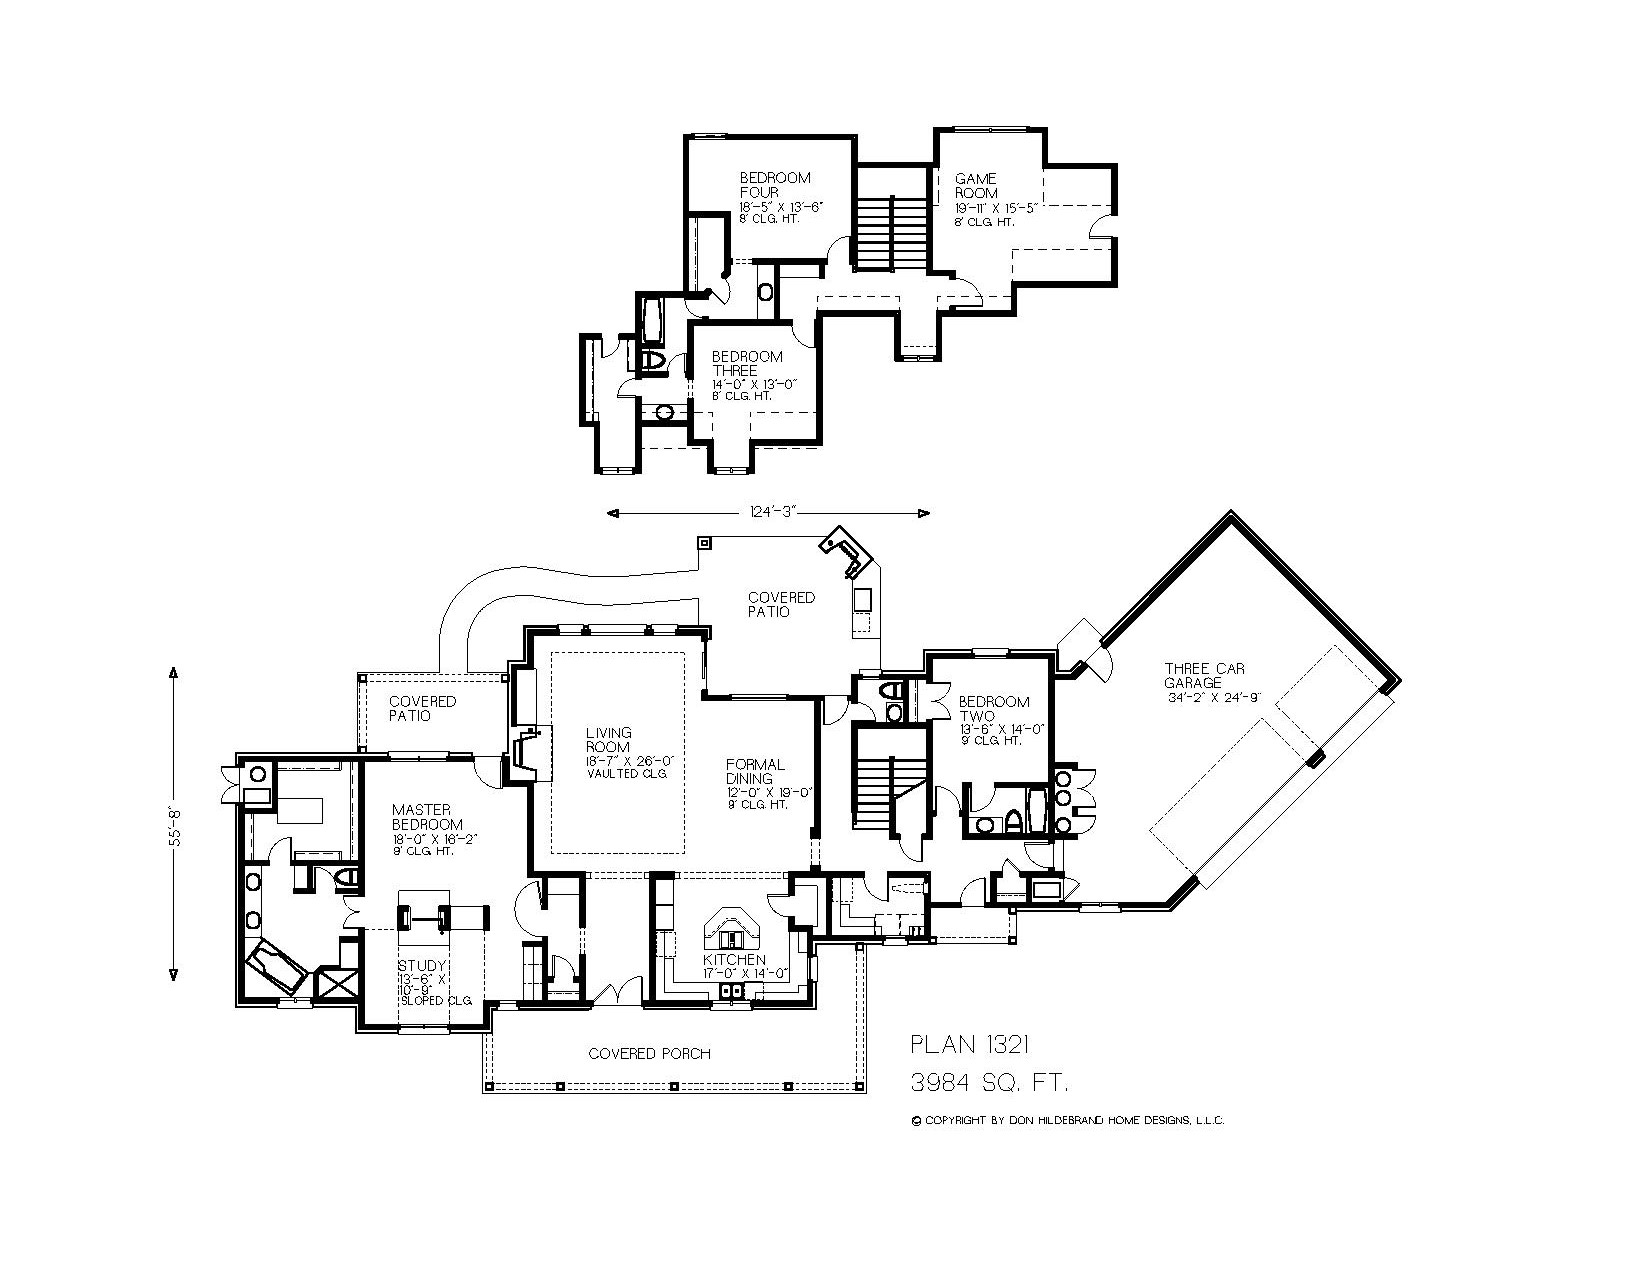 BEDROOM
FOUR
18'-5" X 13'-6"
8' CLG. HT.
GAME
ROOM
19'-11" X 15'-5"
8' CLG. HT.
BEDROOM
THREE
14'-0" X 13'-0"
8' CLG. HT.
124'-3"
COVERED
PATIO
THREE CAR
GARAGE
34'-2" X 24'-9"
COVERED
PATIO
BEDROOM
TWO
13'-6" X 14'-0"
9' CLG. HT.
LIVING
ROOM
18'-7" X 26'-0"
VAULTED CLG.
FORMAL
DINING
12'-0" X 19'-0"
9' CLG. HT.
55'-8"
MASTER
BEDROOM
18'-0" X 16'-2"
9' CLG. HT.
STUDY
13'-6" X
10'-9"
SLOPED CLG.
KITCHEN
17'-0" X 14'-0"
COVERED PORCH
PLAN 1321
3984 SQ. FT.
© COPYRIGHT BY DON HILDEBRAND HOME DESIGNS, L.L.C.